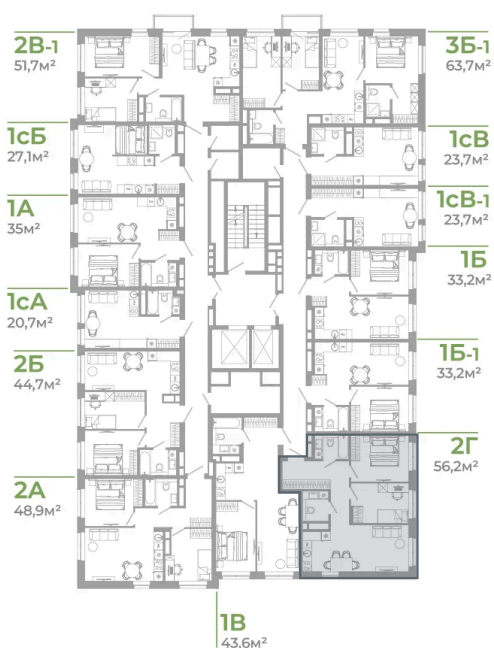 2В-1
51,7м²
3Б-1
63,7м²
1сБ
27,1м²
1сВ
23,7м²
1А
35м²
1сВ-1
23,7м²
1Б
33,2м²
1сА
20,7м²
2Б
44,7м²
1Б-1
33,2м²
2Г
56,2м²
2А
48,9м²
1В
43,6м²